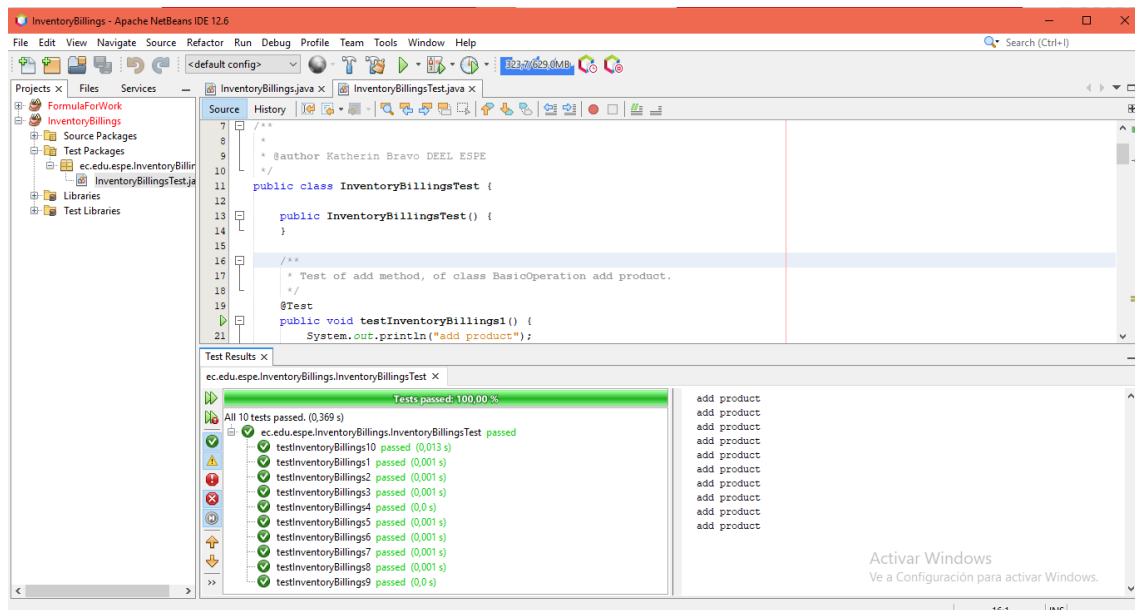 InventoryBillings - Apache NetBeans IDE 12.6
File Edit View Navigate Source Refactor Run Debug Profile Team Tools Window Help
Search (Ctrl+I)
<default config>
323,7/629,0MB
Projects Files Services
InventoryBillings.java InventoryBillingsTest.java
FormulaForWork
InventoryBillings
Source Packages
Test Packages
ec.edu.espe.InventoryBillin
InventoryBillingsTest.ja
Libraries
Test Libraries
Source History
7 /**
8 *
9 * @author Katherin Bravo DEEL ESPE
10 */
11 public class InventoryBillingsTest {
12
13 public InventoryBillingsTest() {
14 }
15
16 /**
17 * Test of add method, of class BasicOperation add product.
18 */
19 @Test
public void testInventoryBillings1() {
21 System.out.println("add product");
Test Results
ec.edu.espe.InventoryBillings.InventoryBillingsTest
Tests passed: 100,00 %
All 10 tests passed. (0,369 s)
ec.edu.espe.InventoryBillings.InventoryBillingsTest passed
testInventoryBillings10 passed (0,013 s)
testInventoryBillings1 passed (0,001 s)
testInventoryBillings2 passed (0,001 s)
testInventoryBillings3 passed (0,001 s)
testInventoryBillings4 passed (0,0 s)
testInventoryBillings5 passed (0,001 s)
testInventoryBillings6 passed (0,001 s)
testInventoryBillings7 passed (0,001 s)
testInventoryBillings8 passed (0,001 s)
testInventoryBillings9 passed (0,0 s)
add product
add product
add product
add product
add product
add product
add product
add product
add product
add product
Activar Windows
Ve a Configuración para activar Windows.